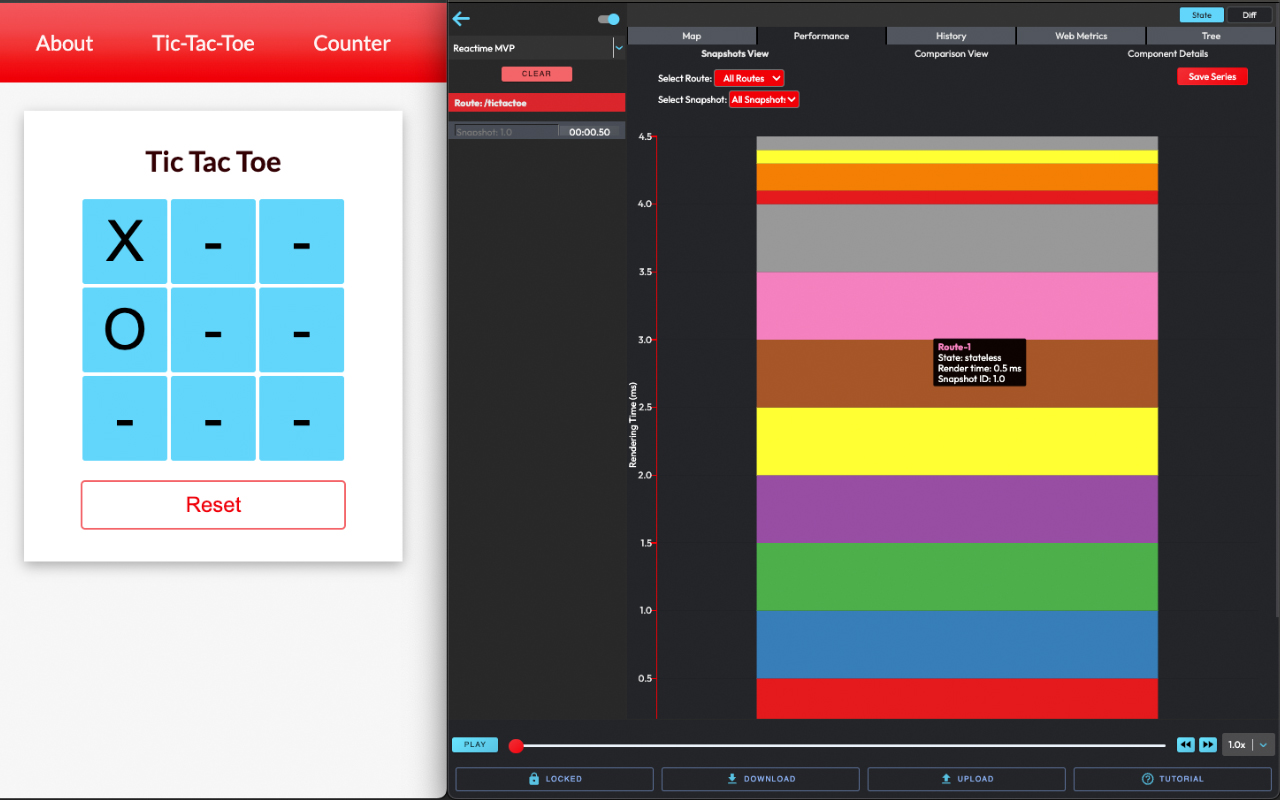 About Tic-Tac-Toe Counter
Tic Tac Toe
X - -
O - -
- - -
Reset
State Diff
Reactime MVP
CLEAR
Route: /tictactoe
Snapshot: 1.0 00:00.50
Map Performance History Web Metrics Tree
Snapshots View Comparison View Component Details
Select Route: All Routes
Save Series
Select Snapshot: All Snapshots
4.5
4.0
3.5
3.0
2.5
2.0
1.5
1.0
0.5
Rendering Time (ms)
Route-1
State: stateless
Render time: 0.5 ms
Snapshot ID: 1.0
PLAY
1.0x
LOCKED DOWNLOAD UPLOAD TUTORIAL